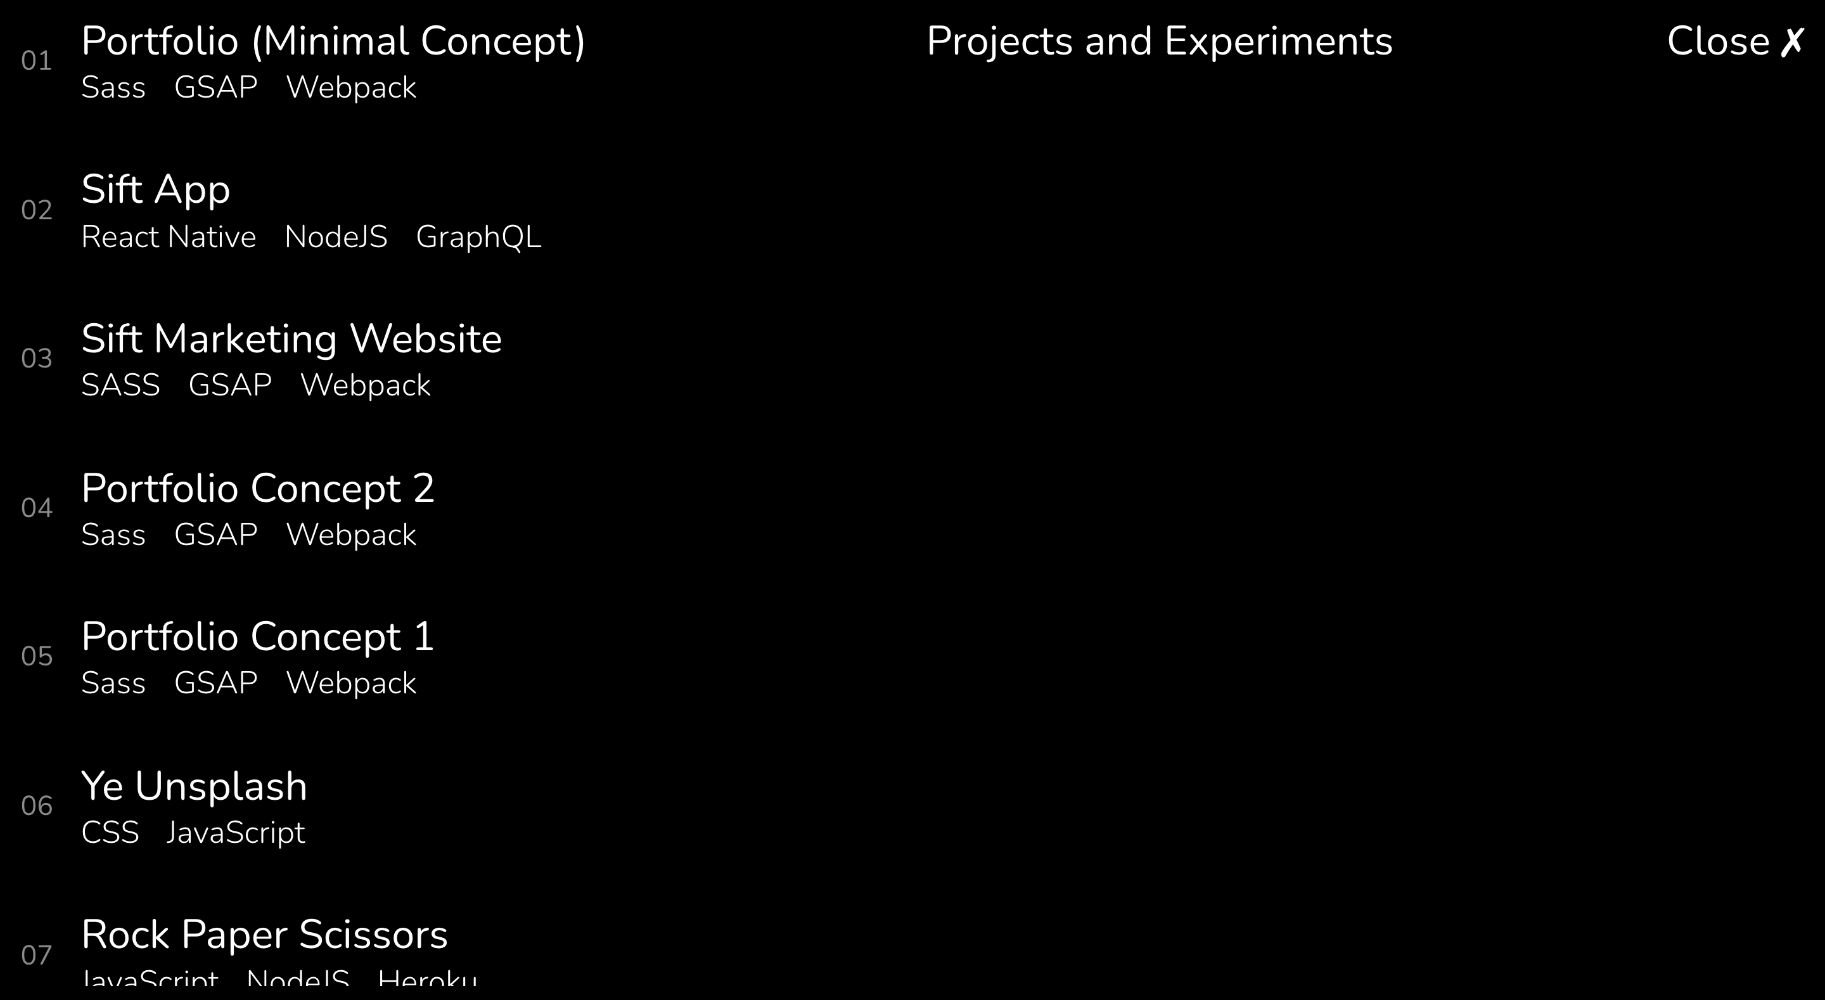 01 Portfolio (Minimal Concept)
Sass GSAP Webpack
02 Sift App
React Native NodeJS GraphQL
03 Sift Marketing Website
SASS GSAP Webpack
04 Portfolio Concept 2
Sass GSAP Webpack
05 Portfolio Concept 1
Sass GSAP Webpack
06 Ye Unsplash
CSS JavaScript
07 Rock Paper Scissors
JavaScript NodeJS Heroku
Projects and Experiments
Close ✗